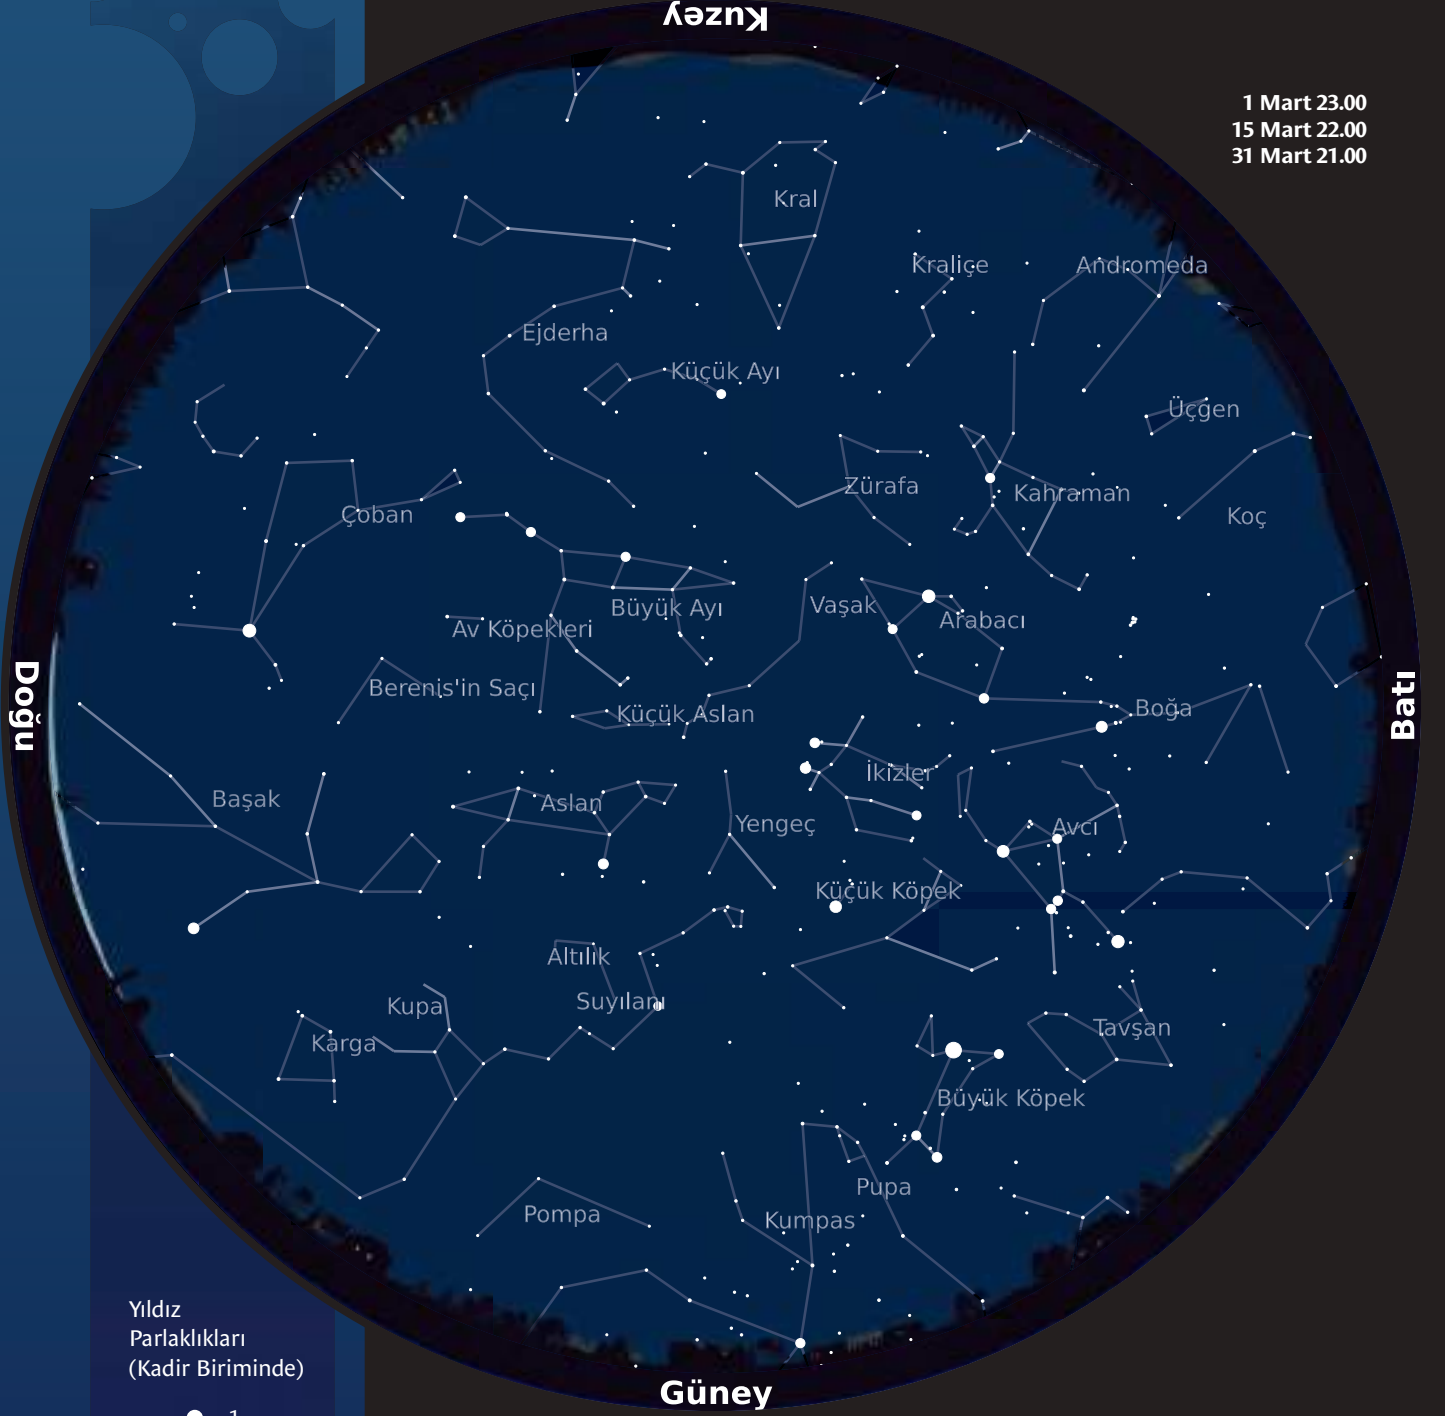 Kuzey
1 Mart 23.00
15 Mart 22.00
31 Mart 21.00
Kral
Kraliçe
Andromeda
Ejderha
Küçük Ayı
Üçgen
Zürafa
Kahraman
Koç
Çoban
Büyük Ayı
Vaşak
Arabacı
Av Köpekleri
Berenis'in Saçı
Küçük Aslan
Boğa
Doğu
Batı
İkizler
Başak
Aslan
Yengeç
Avcı
Küçük Köpek
Altılık
Suyılanı
Kupa
Karga
Tavşan
Büyük Köpek
Pupa
Pompa
Kumpas
Yıldız
Parlaklıkları
(Kadir Biriminde)
Güney